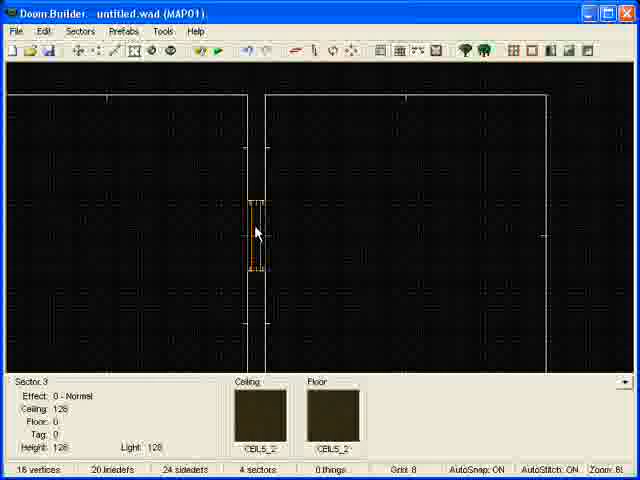 Doom Builder - untitled.wad (MAP01)
File Edit Sectors Prefabs Tools Help
Sector 3
Effect: 0 - Normal
Ceiling: 128
Floor: 0
Tag: 0
Height: 128 Light: 128
Ceiling
CEIL5_2
Floor
CEIL5_2
16 vertices 20 linedefs 24 sidedefs 4 sectors 0 things Grid: 8 AutoSnap: ON AutoStitch: ON Zoom: